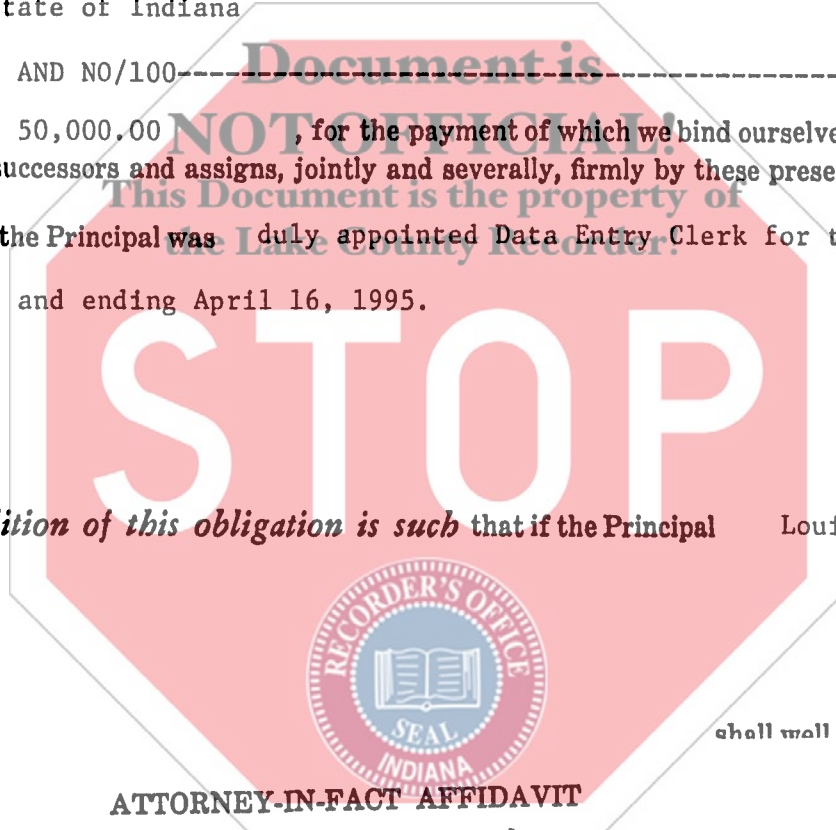 tate of Indiana
Document is
AND NO/100--------------------------------------------
NOT OFFICIAL!
50,000.00 , for the payment of which we bind ourselve
successors and assigns, jointly and severally, firmly by these prese
This Document is the property of
the Principal was duly appointed Data Entry Clerk for t
the Lake County Recorder!
and ending April 16, 1995.
STOP
ition of this obligation is such that if the Principal Loui
RECORDER'S OFFICE
SEAL
INDIANA
shall well
ATTORNEY-IN-FACT AFFIDAVIT